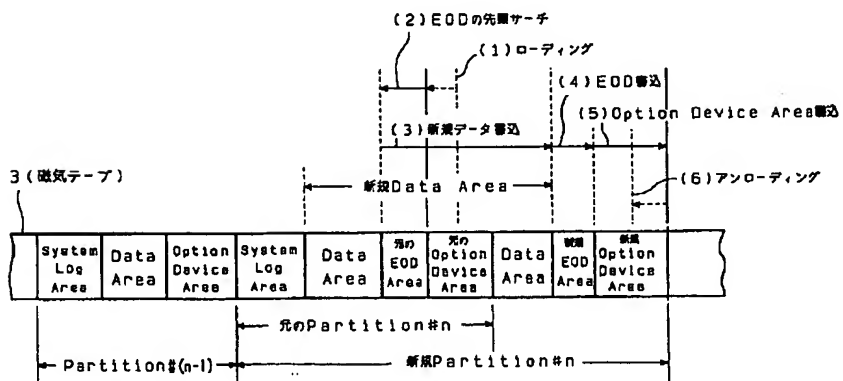 (2)EODの先頭サーチ
(1)ローディング
(4)EOD書込
(5)Option Device Area書込
(3)新規データ書込
(6)アンローディング
新規Data Area
3(磁気テープ)
System
Log
Area
Data
Area
Option
Device
Area
System
Log
Area
Data
Area
元の
EOD
Area
元の
Option
Device
Area
Data
Area
新規
EOD
Area
新規
Option
Device
Area
元のPartition#n
Partition#(n-1)
新規Partition#n